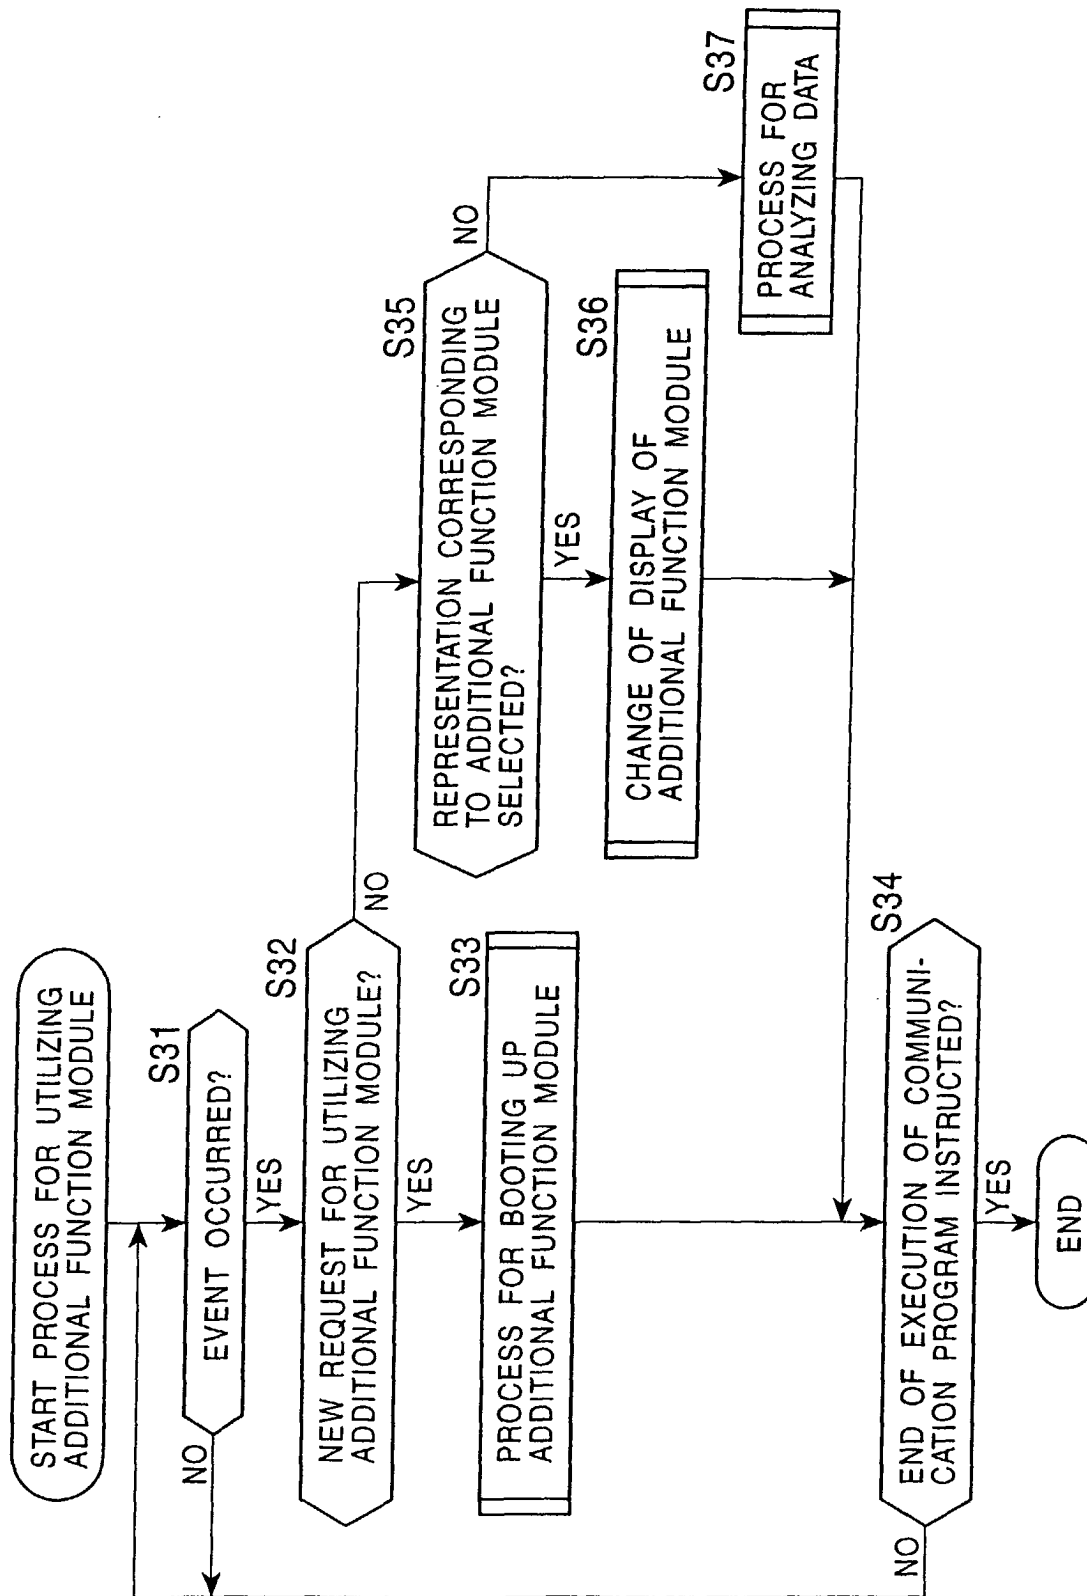 START PROCESS FOR UTILIZING
ADDITIONAL FUNCTION MODULE
S31
EVENT OCCURRED?
NO
YES
S32
NEW REQUEST FOR UTILIZING
ADDITIONAL FUNCTION MODULE?
NO
YES
S33
PROCESS FOR BOOTING UP
ADDITIONAL FUNCTION MODULE
S35
REPRESENTATION CORRESPONDING
TO ADDITIONAL FUNCTION MODULE
SELECTED?
NO
YES
S36
CHANGE OF DISPLAY OF
ADDITIONAL FUNCTION MODULE
S37
PROCESS FOR
ANALYZING DATA
S34
END OF EXECUTION OF COMMUNI-
CATION PROGRAM INSTRUCTED?
NO
YES
END